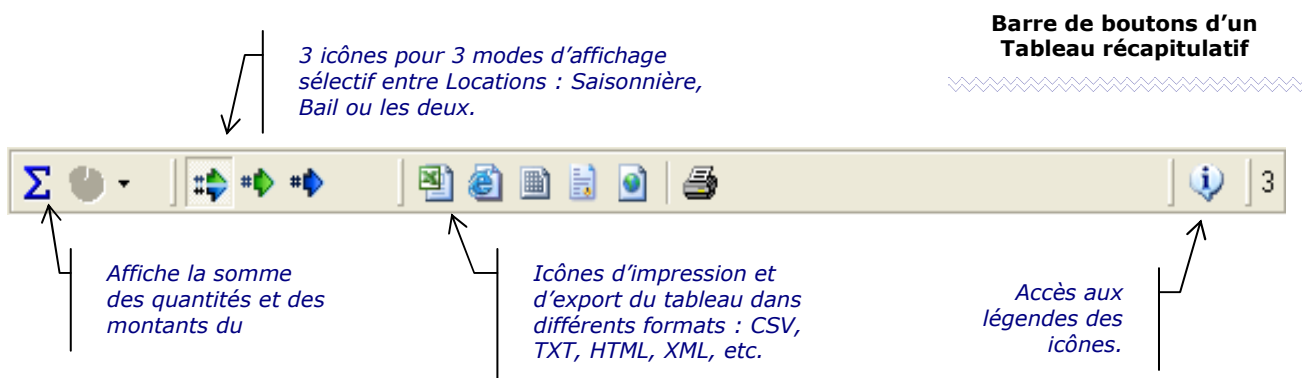 Barre de boutons d’un
Tableau récapitulatif
3 icônes pour 3 modes d’affichage
sélectif entre Locations : Saisonnière,
Bail ou les deux.
Σ
# # #
3
Affiche la somme
des quantités et des
montants du
Icônes d’impression et
d’export du tableau dans
différents formats : CSV,
TXT, HTML, XML, etc.
Accès aux
légendes des
icônes.